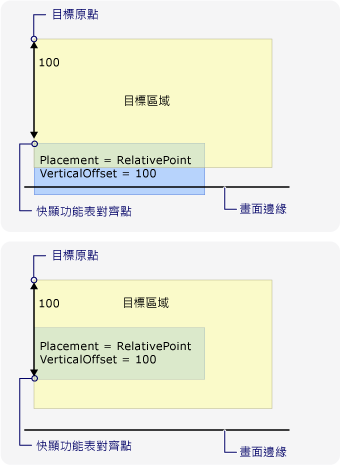 目標原點
100
目標區域
Placement = RelativePoint
VerticalOffset = 100
快顯功能表對齊點
畫面邊緣
目標原點
100
目標區域
Placement = RelativePoint
VerticalOffset = 100
快顯功能表對齊點
畫面邊緣